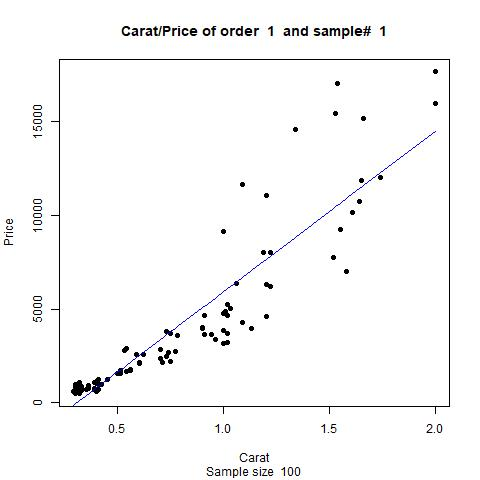 Carat/Price of order 1 and sample# 1
Price
15000
10000
5000
0
0.5 1.0 1.5 2.0
Carat
Sample size 100